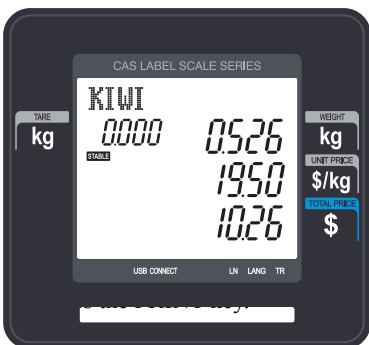 CAS LABEL SCALE SERIES
KIWI
TARE
kg
0.000
0.526
WEIGHT
kg
STABLE
19.50
UNIT PRICE
$/kg
10.26
TOTAL PRICE
$
USB CONNECT LN LANG TR